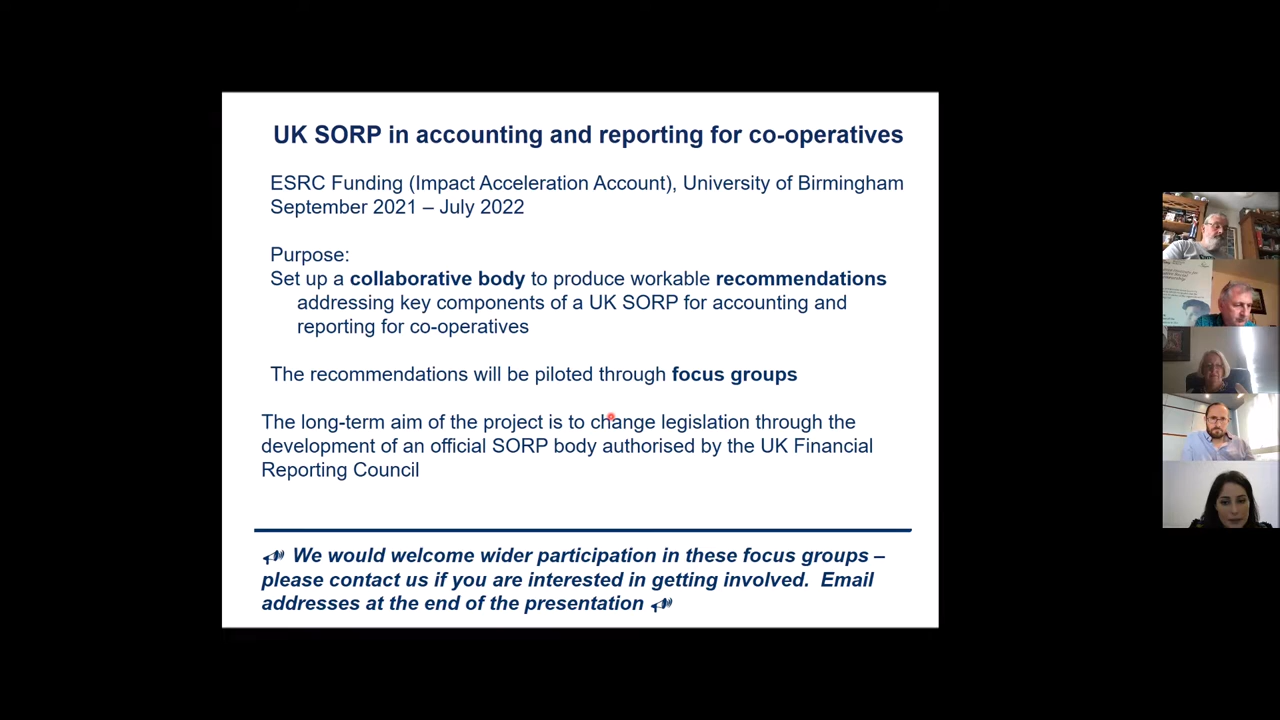 UK SORP in accounting and reporting for co-operatives
ESRC Funding (Impact Acceleration Account), University of Birmingham
September 2021 – July 2022
Purpose:
Set up a collaborative body to produce workable recommendations
addressing key components of a UK SORP for accounting and
reporting for co-operatives
The recommendations will be piloted through focus groups
The long-term aim of the project is to change legislation through the
development of an official SORP body authorised by the UK Financial
Reporting Council
We would welcome wider participation in these focus groups –
please contact us if you are interested in getting involved. Email
addresses at the end of the presentation